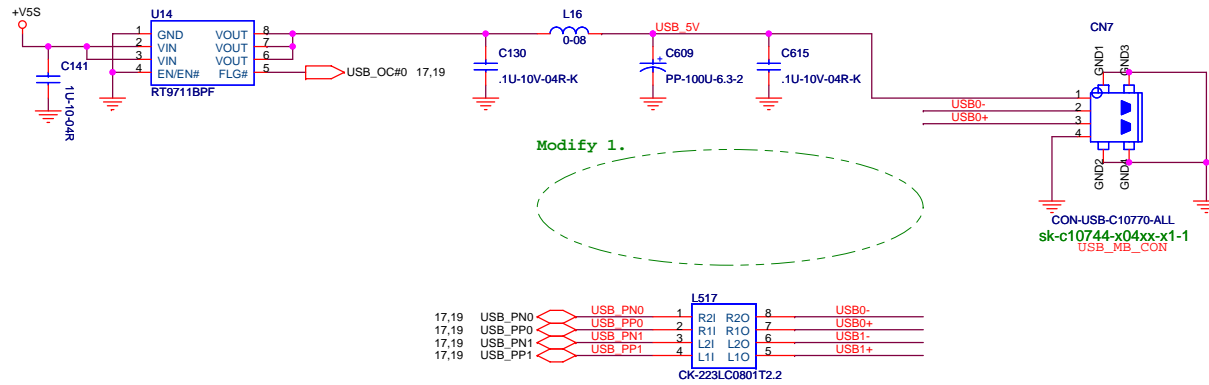 +V5S
U14
1 GND VOUT 8
2 VIN VOUT 7
3 VIN VOUT 6
4 EN/EN# FLG# 5
RT9711BPF
C141
1U-10-04R
USB_OC#0 17,19
L16
0-08
USB_5V
C130
.1U-10V-04R-K
C609
+
PP-100U-6.3-2
C615
.1U-10V-04R-K
CN7
GND1
GND3
1
USB0- 2
USB0+ 3
4
GND2
GND4
CON-USB-C10770-ALL
sk-c10744-x04xx-x1-1
USB_MB_CON
Modify 1.
L517
17,19 USB_PN0 USB_PN0 1 R2I R2O 8 USB0-
17,19 USB_PP0 USB_PP0 2 R1I R1O 7 USB0+
17,19 USB_PN1 USB_PN1 3 L2I L2O 6 USB1-
17,19 USB_PP1 USB_PP1 4 L1I L1O 5 USB1+
CK-223LC0801T2.2